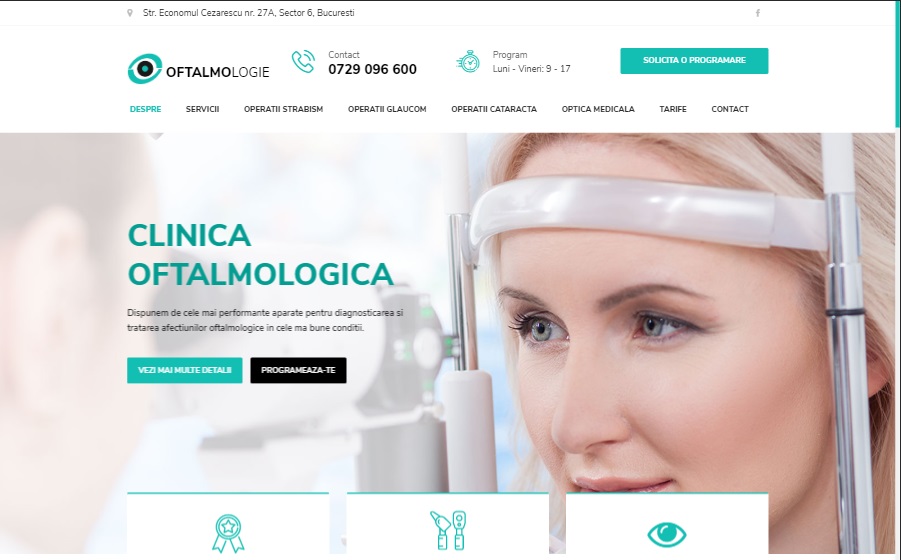 Str. Economul Cezarescu nr. 27A, Sector 6, Bucuresti
OFTALMOLOGIE
Contact
0729 096 600
Program
Luni - Vineri: 9 - 17
SOLICITA O PROGRAMARE
DESPRE SERVICII OPERATII STRABISM OPERATII GLAUCOM OPERATII CATARACTA OPTICA MEDICALA TARIFE CONTACT
CLINICA
OFTALMOLOGICA
Dispunem de cele mai performante aparate pentru diagnosticarea si
tratarea afectiunilor oftalmologice in cele ma bune conditii.
VEZI MAI MULTE DETALII PROGRAMEAZA-TE